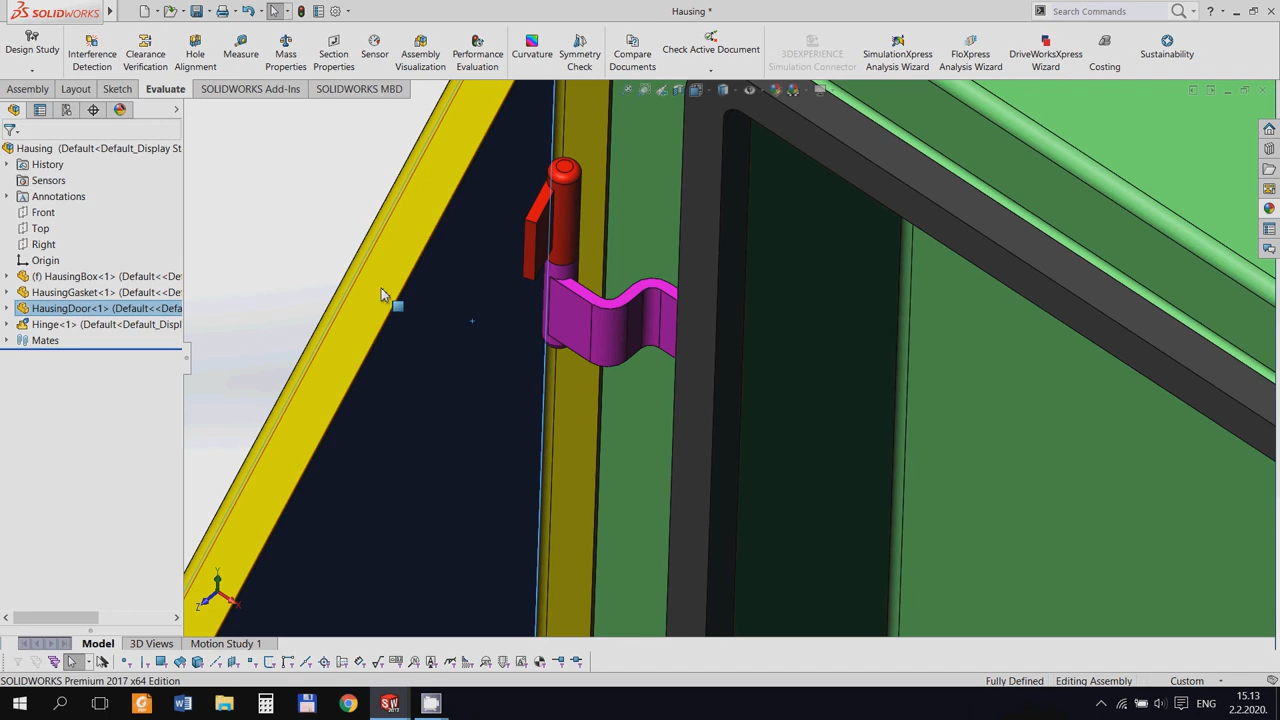 SOLIDWORKS
Hausing *
Search Commands
Design Study
Interference Detection
Clearance Verification
Hole Alignment
Measure
Mass Properties
Section Properties
Sensor
Assembly Visualization
Performance Evaluation
Curvature
Symmetry Check
Compare Documents
Check Active Document
3DEXPERIENCE Simulation Connector
SimulationXpress Analysis Wizard
FloXpress Analysis Wizard
DriveWorksXpress Wizard
Costing
Sustainability
Assembly
Layout
Sketch
Evaluate
SOLIDWORKS Add-Ins
SOLIDWORKS MBD
Hausing (Default<Default_Display St
History
Sensors
Annotations
Front
Top
Right
Origin
(f) HausingBox<1> (Default<<De
HausingGasket<1> (Default<<De
HausingDoor<1> (Default<<Defa
Hinge<1> (Default<Default_Displ
Mates
Y
Z
X
Model
3D Views
Motion Study 1
SOLIDWORKS Premium 2017 x64 Edition
Fully Defined
Editing Assembly
Custom
ENG
15.13
2.2.2020.